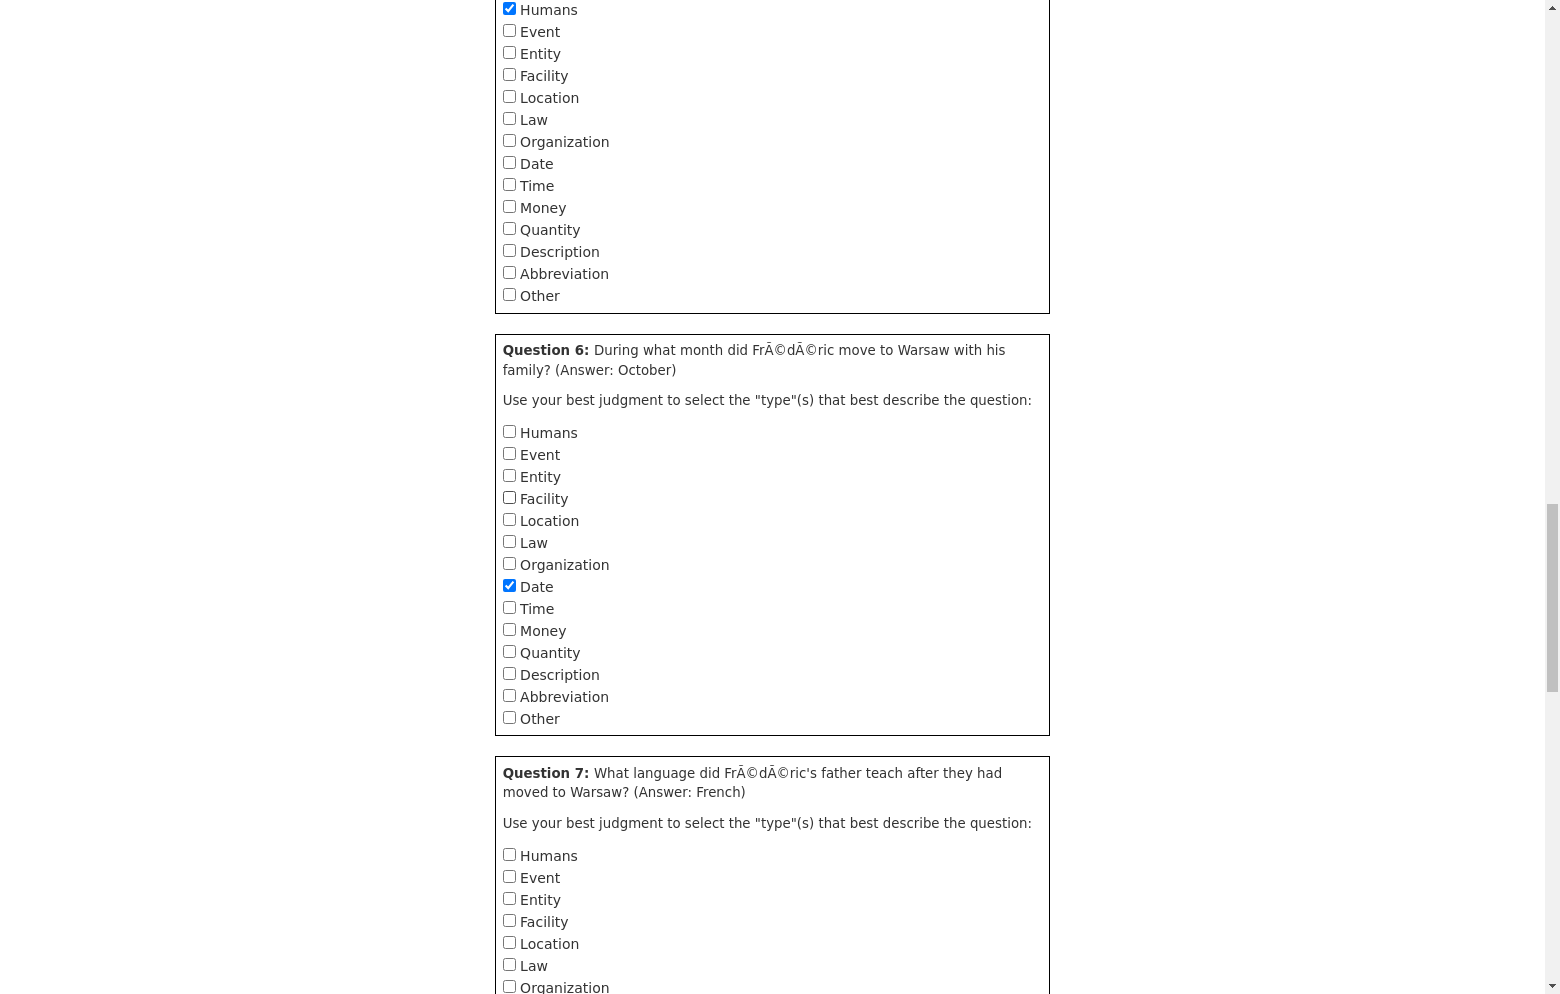 Humans
Event
Entity
Facility
Location
Law
Organization
Date
Time
Money
Quantity
Description
Abbreviation
Other
Question 6: During what month did FrÃ©dÃ©ric move to Warsaw with his
family? (Answer: October)
Use your best judgment to select the "type"(s) that best describe the question:
Humans
Event
Entity
Facility
Location
Law
Organization
Date
Time
Money
Quantity
Description
Abbreviation
Other
Question 7: What language did FrÃ©dÃ©ric's father teach after they had
moved to Warsaw? (Answer: French)
Use your best judgment to select the "type"(s) that best describe the question:
Humans
Event
Entity
Facility
Location
Law
Organization